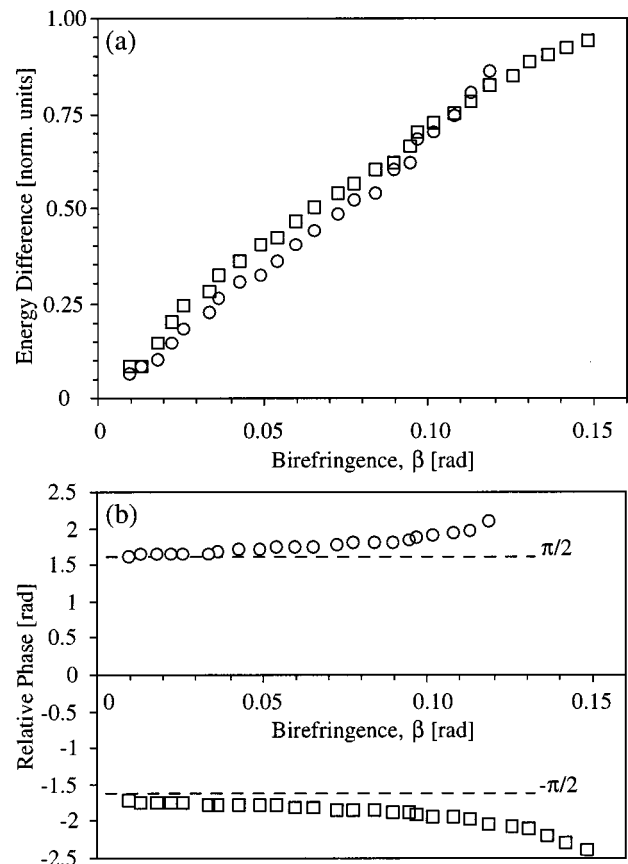 (a)
Energy Difference [norm. units]
1.00
0.75
0.50
0.25
0
0 0.05 0.10 0.15
Birefringence, β [rad]
(b)
Relative Phase [rad]
2.5
2
1.5
1
0.5
0
-0.5
-1
-1.5
-2
-2.5
π/2
0 0.05 0.10 0.15
Birefringence, β [rad]
-π/2